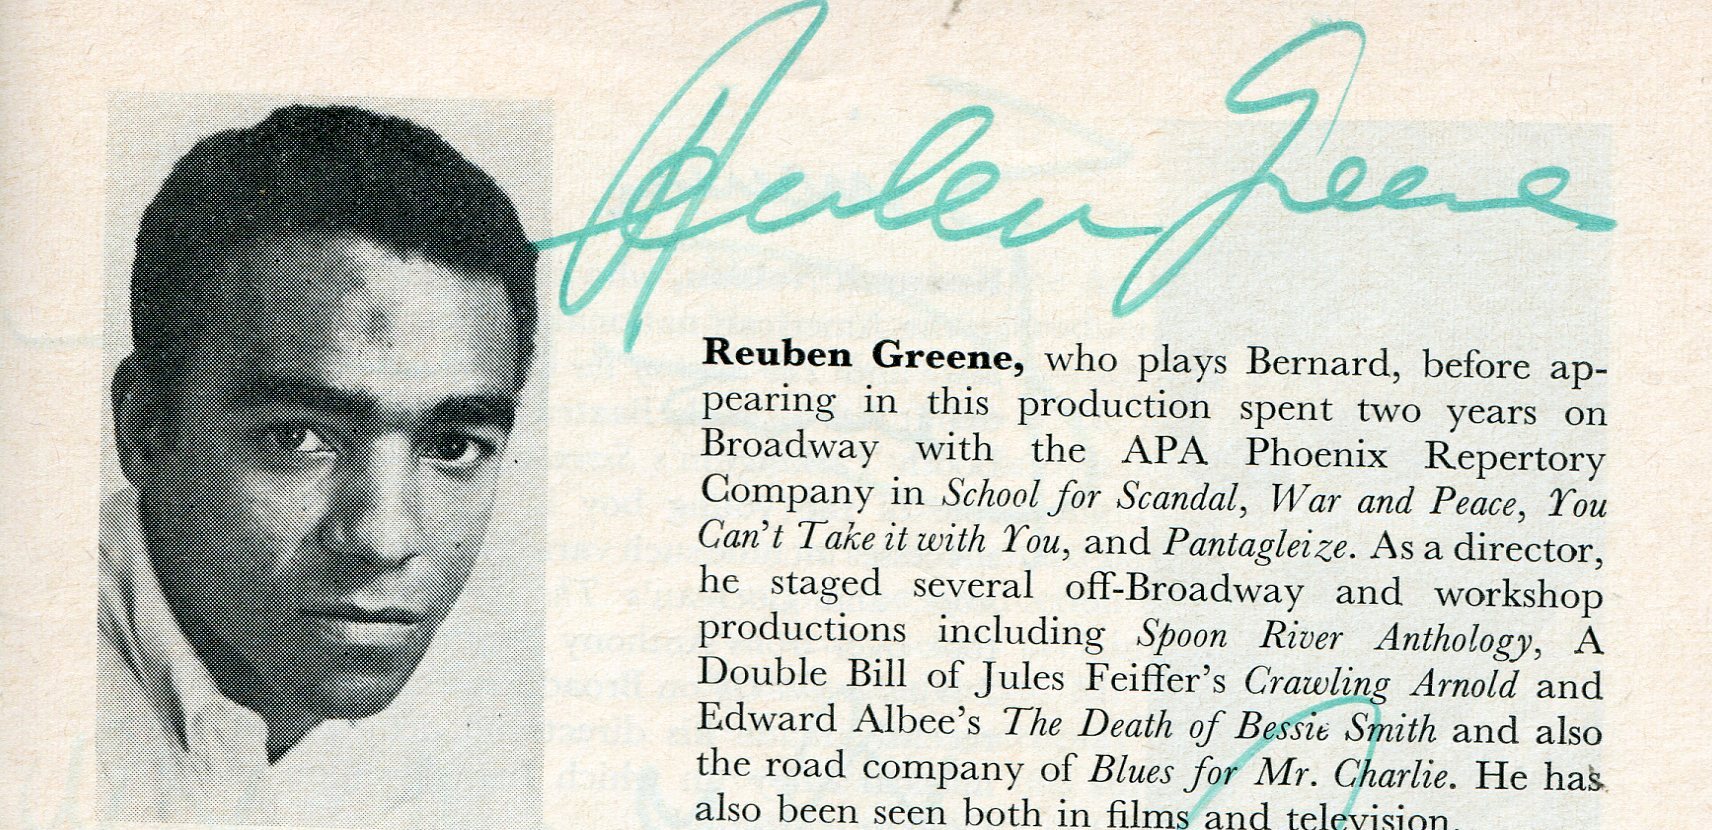 Reuben Greene
Reuben Greene, who plays Bernard, before ap-
pearing in this production spent two years on
Broadway with the APA Phoenix Repertory
Company in School for Scandal, War and Peace, You
Can't Take it with You, and Pantagleize. As a director,
he staged several off-Broadway and workshop
productions including Spoon River Anthology, A
Double Bill of Jules Feiffer's Crawling Arnold and
Edward Albee's The Death of Bessie Smith and also
the road company of Blues for Mr. Charlie. He has
also been seen both in films and television.